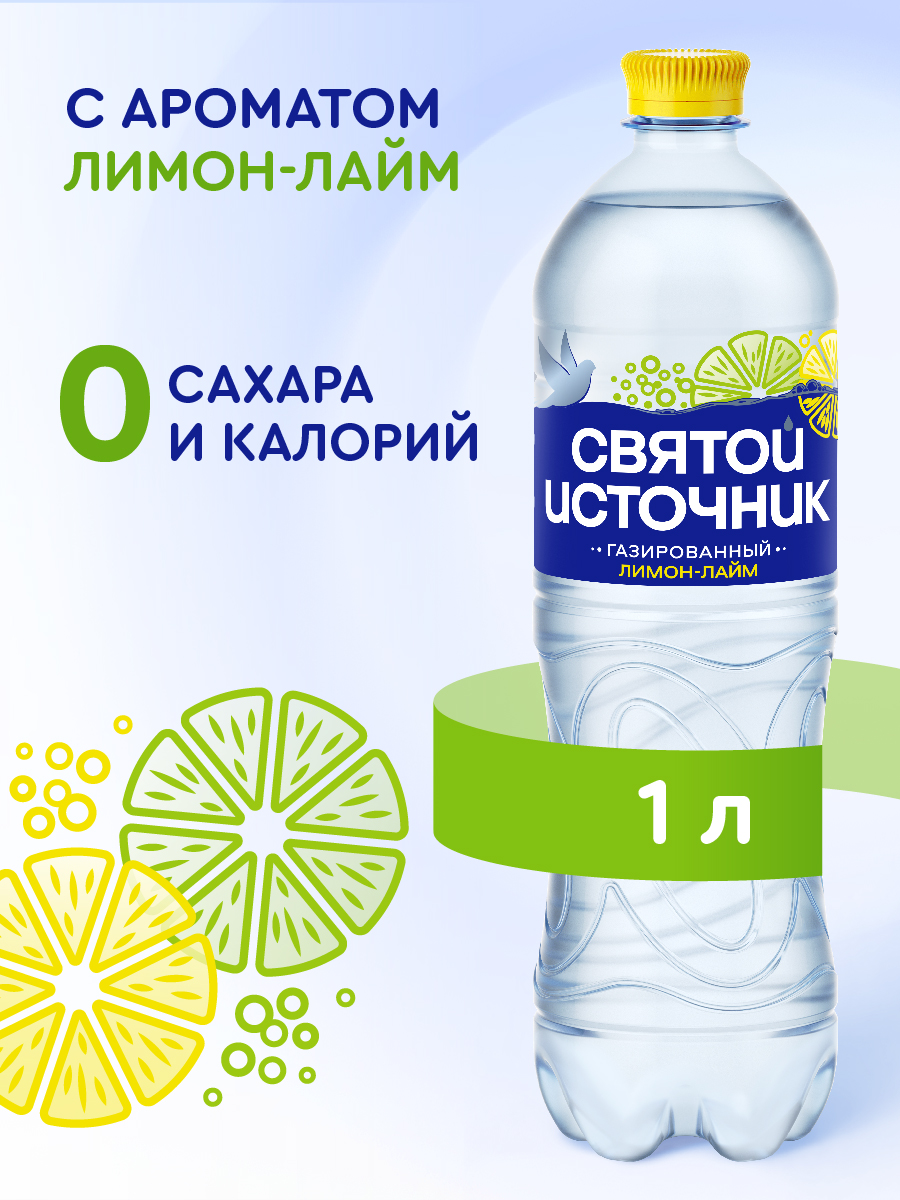 С АРОМАТОМ
ЛИМОН-ЛАЙМ
0 САХАРА
И КАЛОРИЙ
СВЯТОЙ
ИСТОЧНИК
ГАЗИРОВАННЫЙ
ЛИМОН-ЛАЙМ
1 л